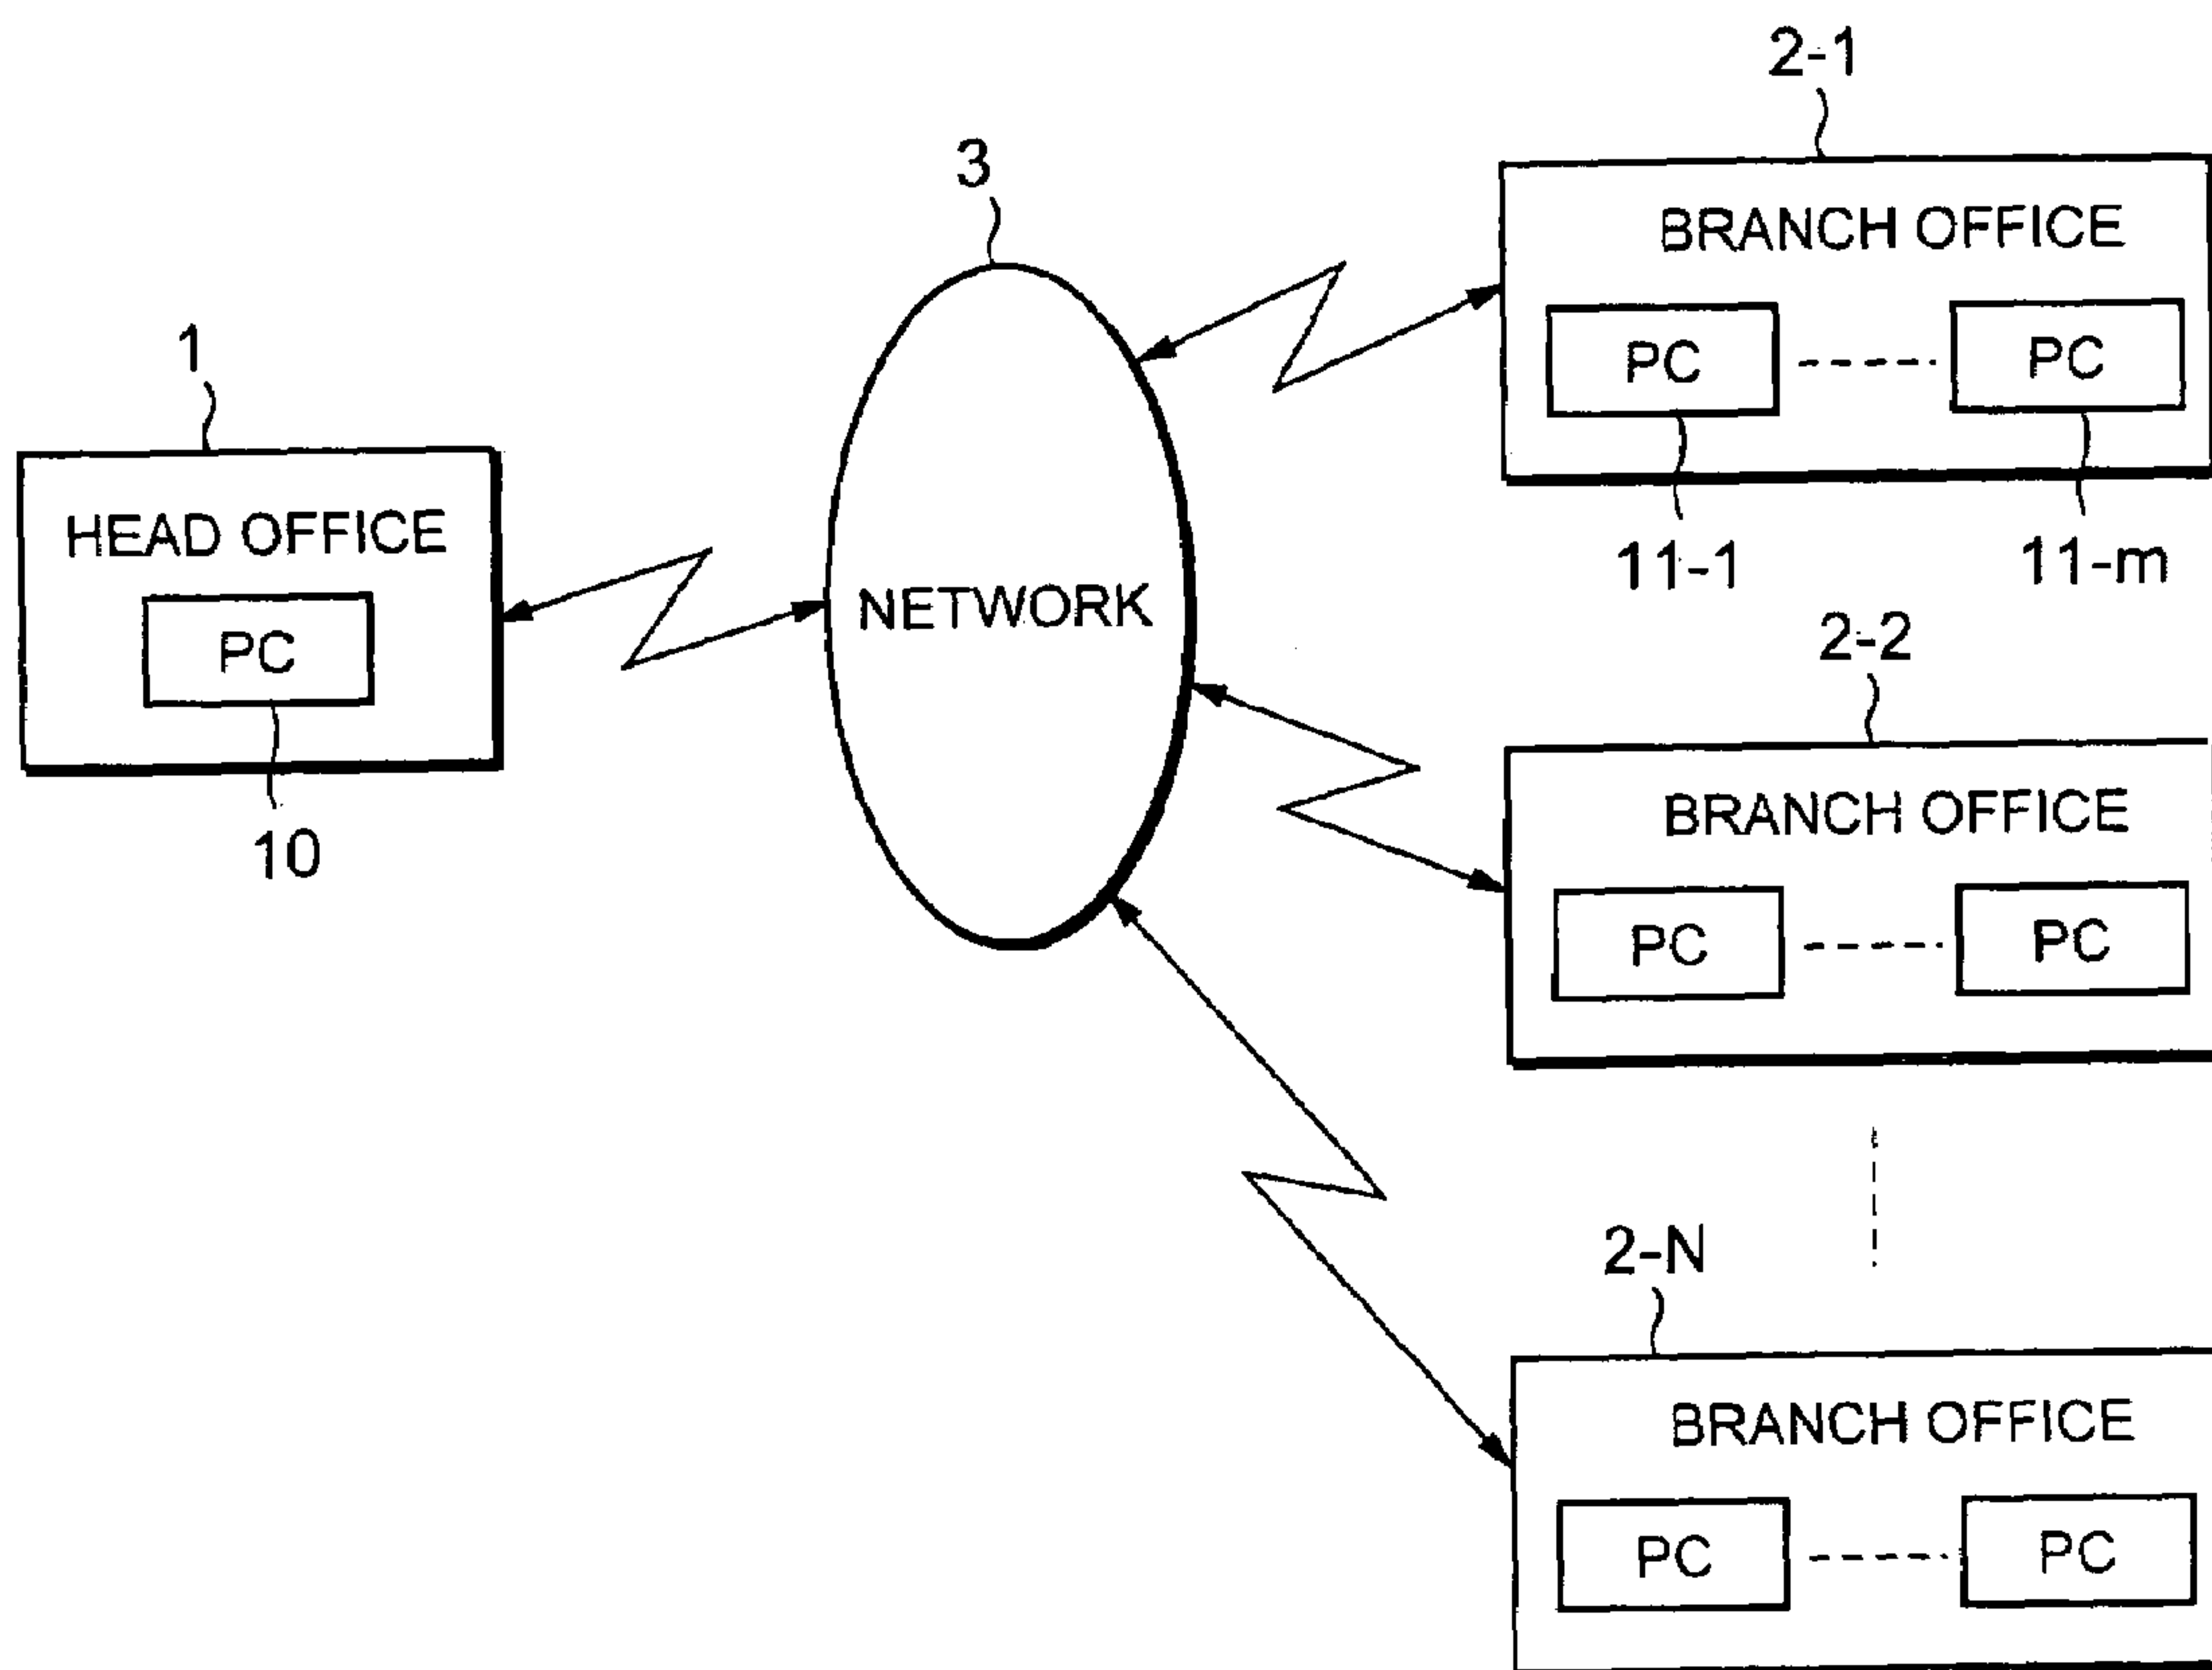 1
HEAD OFFICE
PC
10
3
NETWORK
2-1
BRANCH OFFICE
PC PC
11-1 11-m
2-2
BRANCH OFFICE
PC PC
2-N
BRANCH OFFICE
PC PC